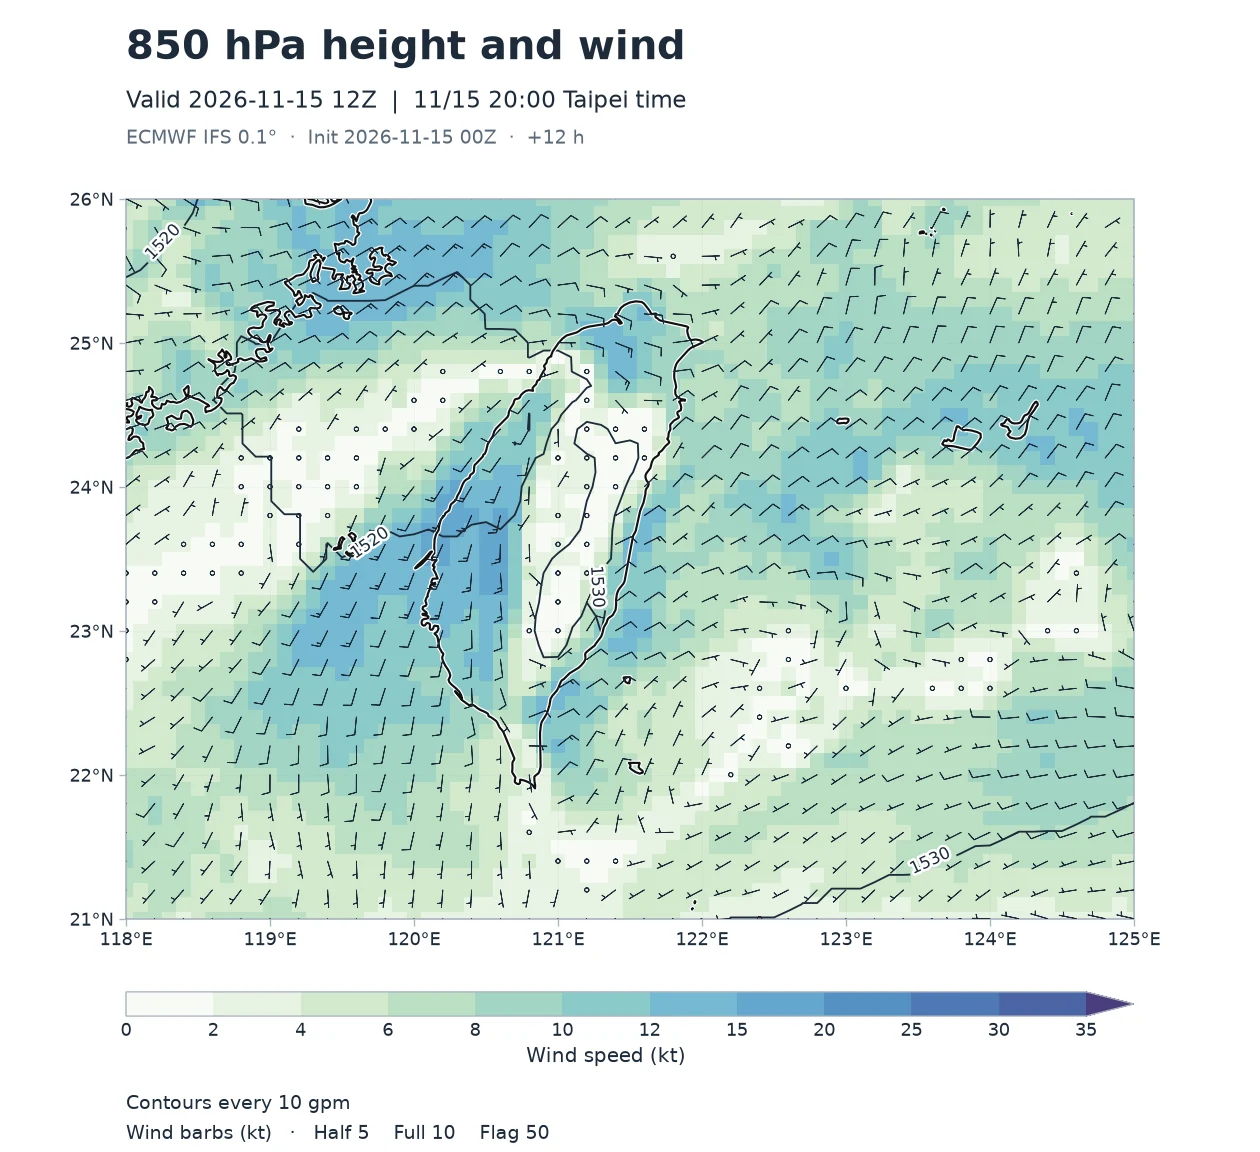 850 hPa height and wind
Valid 2026-11-15 12Z | 11/15 20:00 Taipei time
ECMWF IFS 0.1° · Init 2026-11-15 00Z · +12 h
26°N
25°N
24°N
23°N
22°N
21°N
1520
1520
1530
1530
118°E 119°E 120°E 121°E 122°E 123°E 124°E 125°E
0 2 4 6 8 10 12 15 20 25 30 35
Wind speed (kt)
Contours every 10 gpm
Wind barbs (kt) · Half 5 Full 10 Flag 50